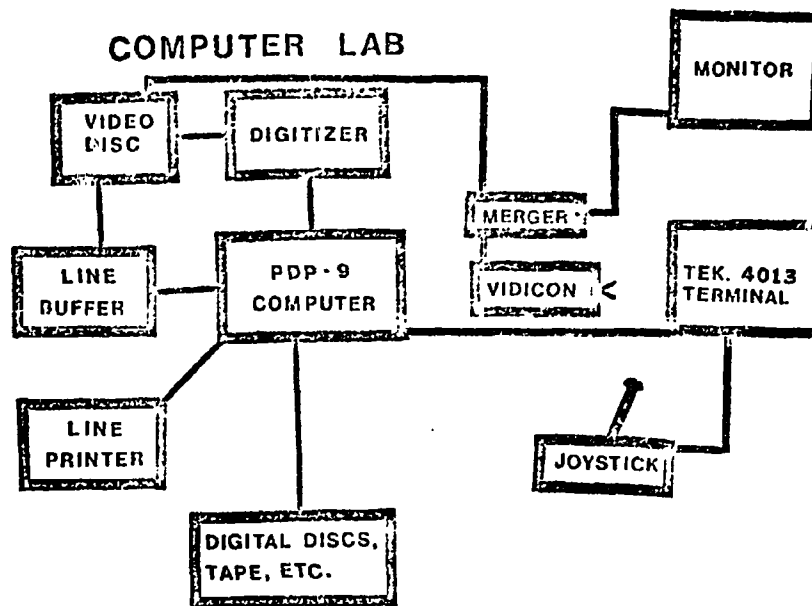 COMPUTER LAB
MONITOR
VIDEO
DISC
DIGITIZER
MERGER
LINE
BUFFER
PDP-9
COMPUTER
VIDICON <
TEK. 4013
TERMINAL
LINE
PRINTER
JOYSTICK
DIGITAL DISCS,
TAPE, ETC.